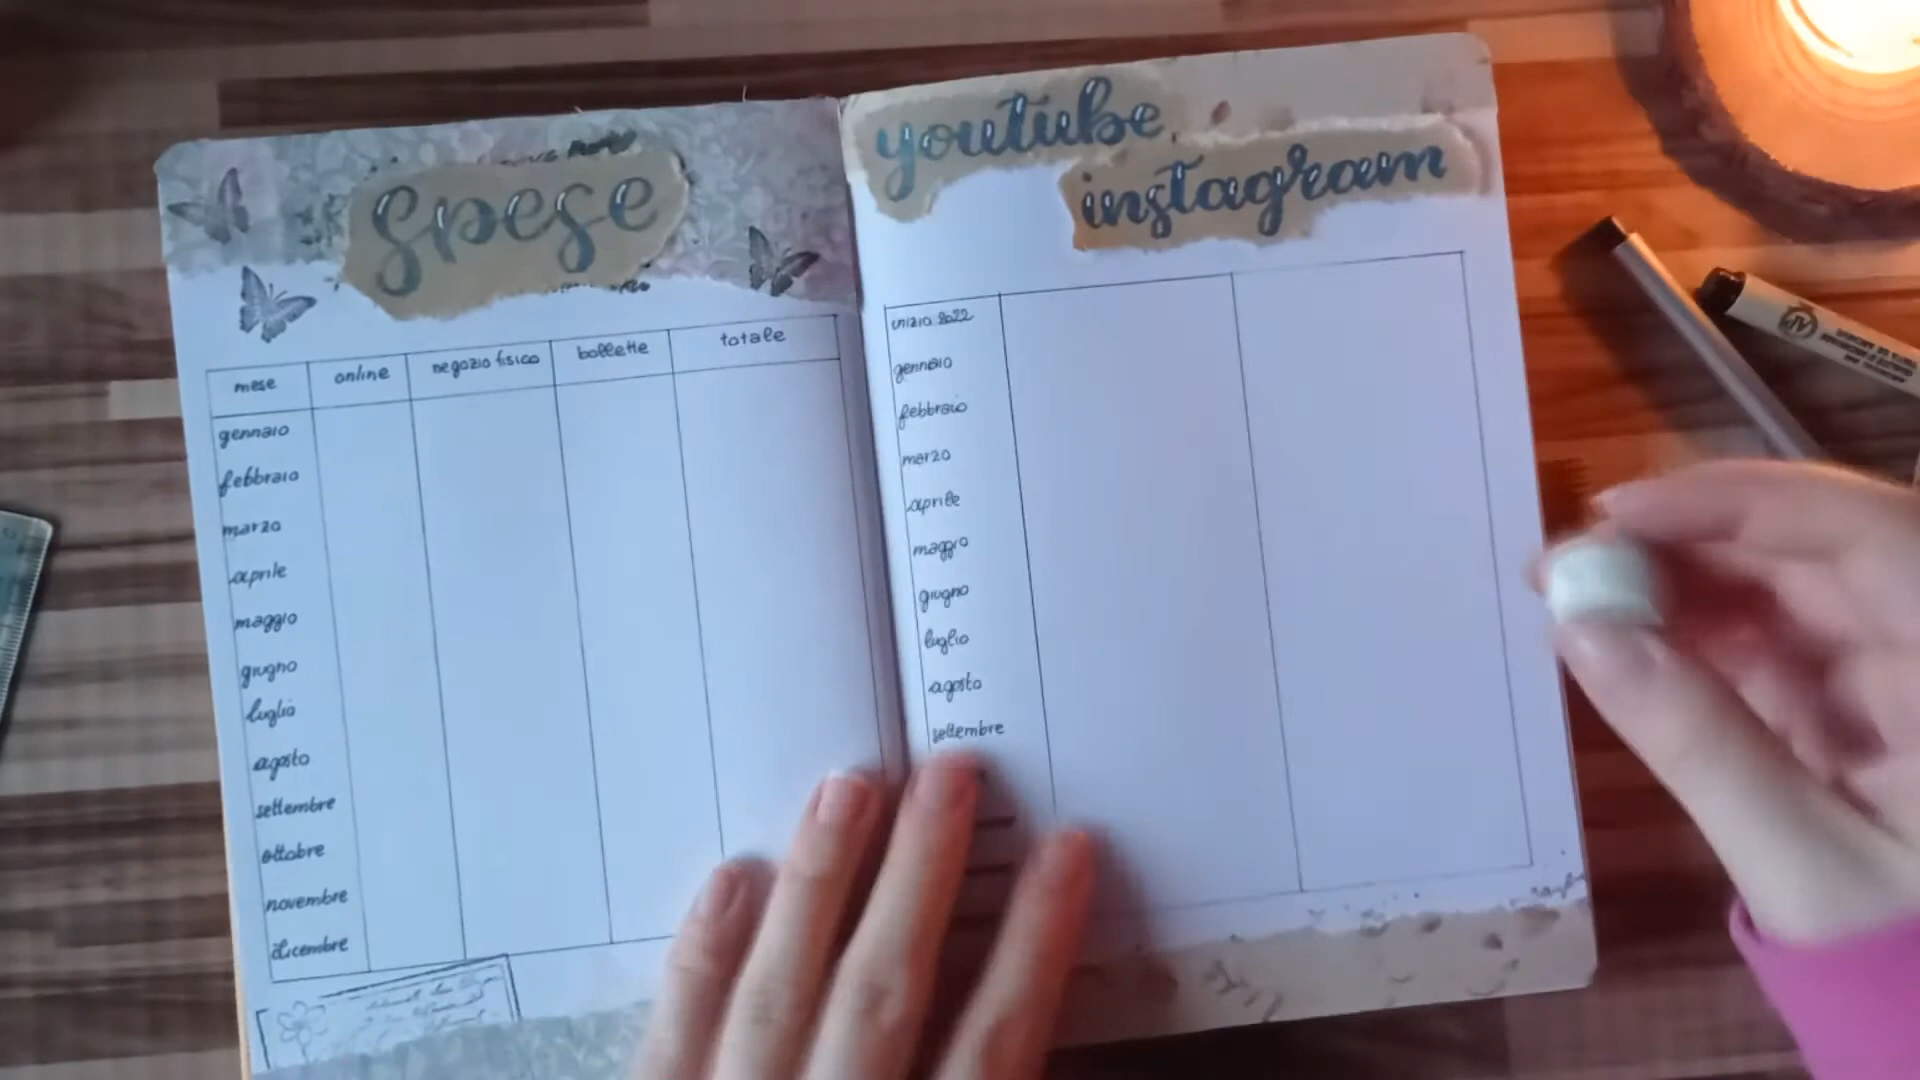 spese
mese online negozio fisico bollette totale
gennaio
febbraio
marzo
aprile
maggio
giugno
luglio
agosto
settembre
ottobre
novembre
dicembre
youtube
instagram
inizio 2022
gennaio
febbraio
marzo
aprile
maggio
giugno
luglio
agosto
settembre